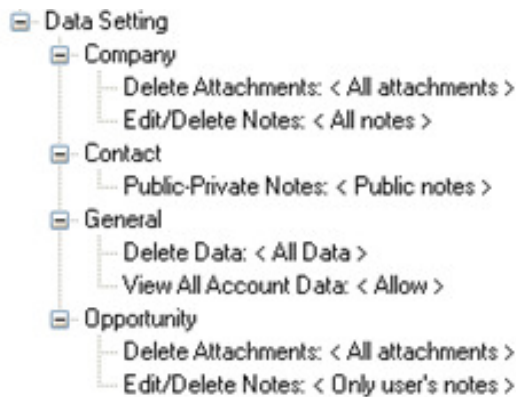 Data Setting
Company
Delete Attachments: < All attachments >
Edit/Delete Notes: < All notes >
Contact
Public-Private Notes: < Public notes >
General
Delete Data: < All Data >
View All Account Data: < Allow >
Opportunity
Delete Attachments: < All attachments >
Edit/Delete Notes: < Only user's notes >